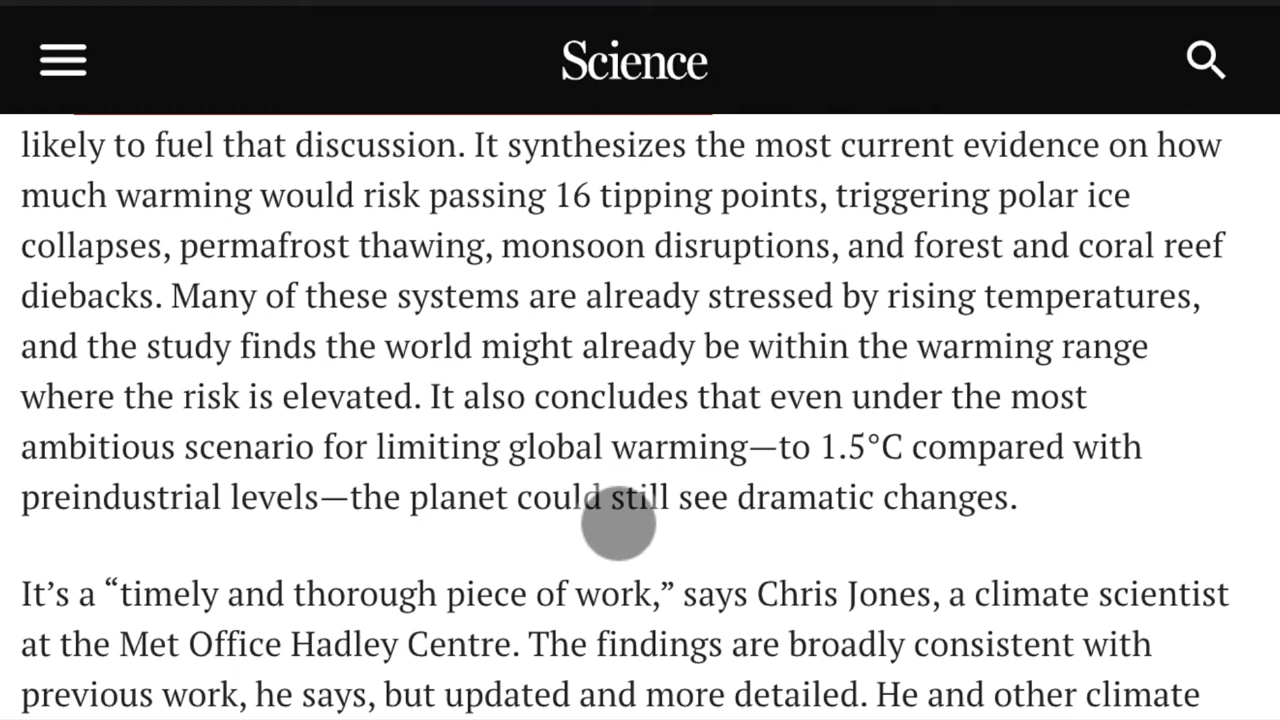 Science
likely to fuel that discussion. It synthesizes the most current evidence on how
much warming would risk passing 16 tipping points, triggering polar ice
collapses, permafrost thawing, monsoon disruptions, and forest and coral reef
diebacks. Many of these systems are already stressed by rising temperatures,
and the study finds the world might already be within the warming range
where the risk is elevated. It also concludes that even under the most
ambitious scenario for limiting global warming—to 1.5°C compared with
preindustrial levels—the planet could still see dramatic changes.
It’s a “timely and thorough piece of work,” says Chris Jones, a climate scientist
at the Met Office Hadley Centre. The findings are broadly consistent with
previous work, he says, but updated and more detailed. He and other climate